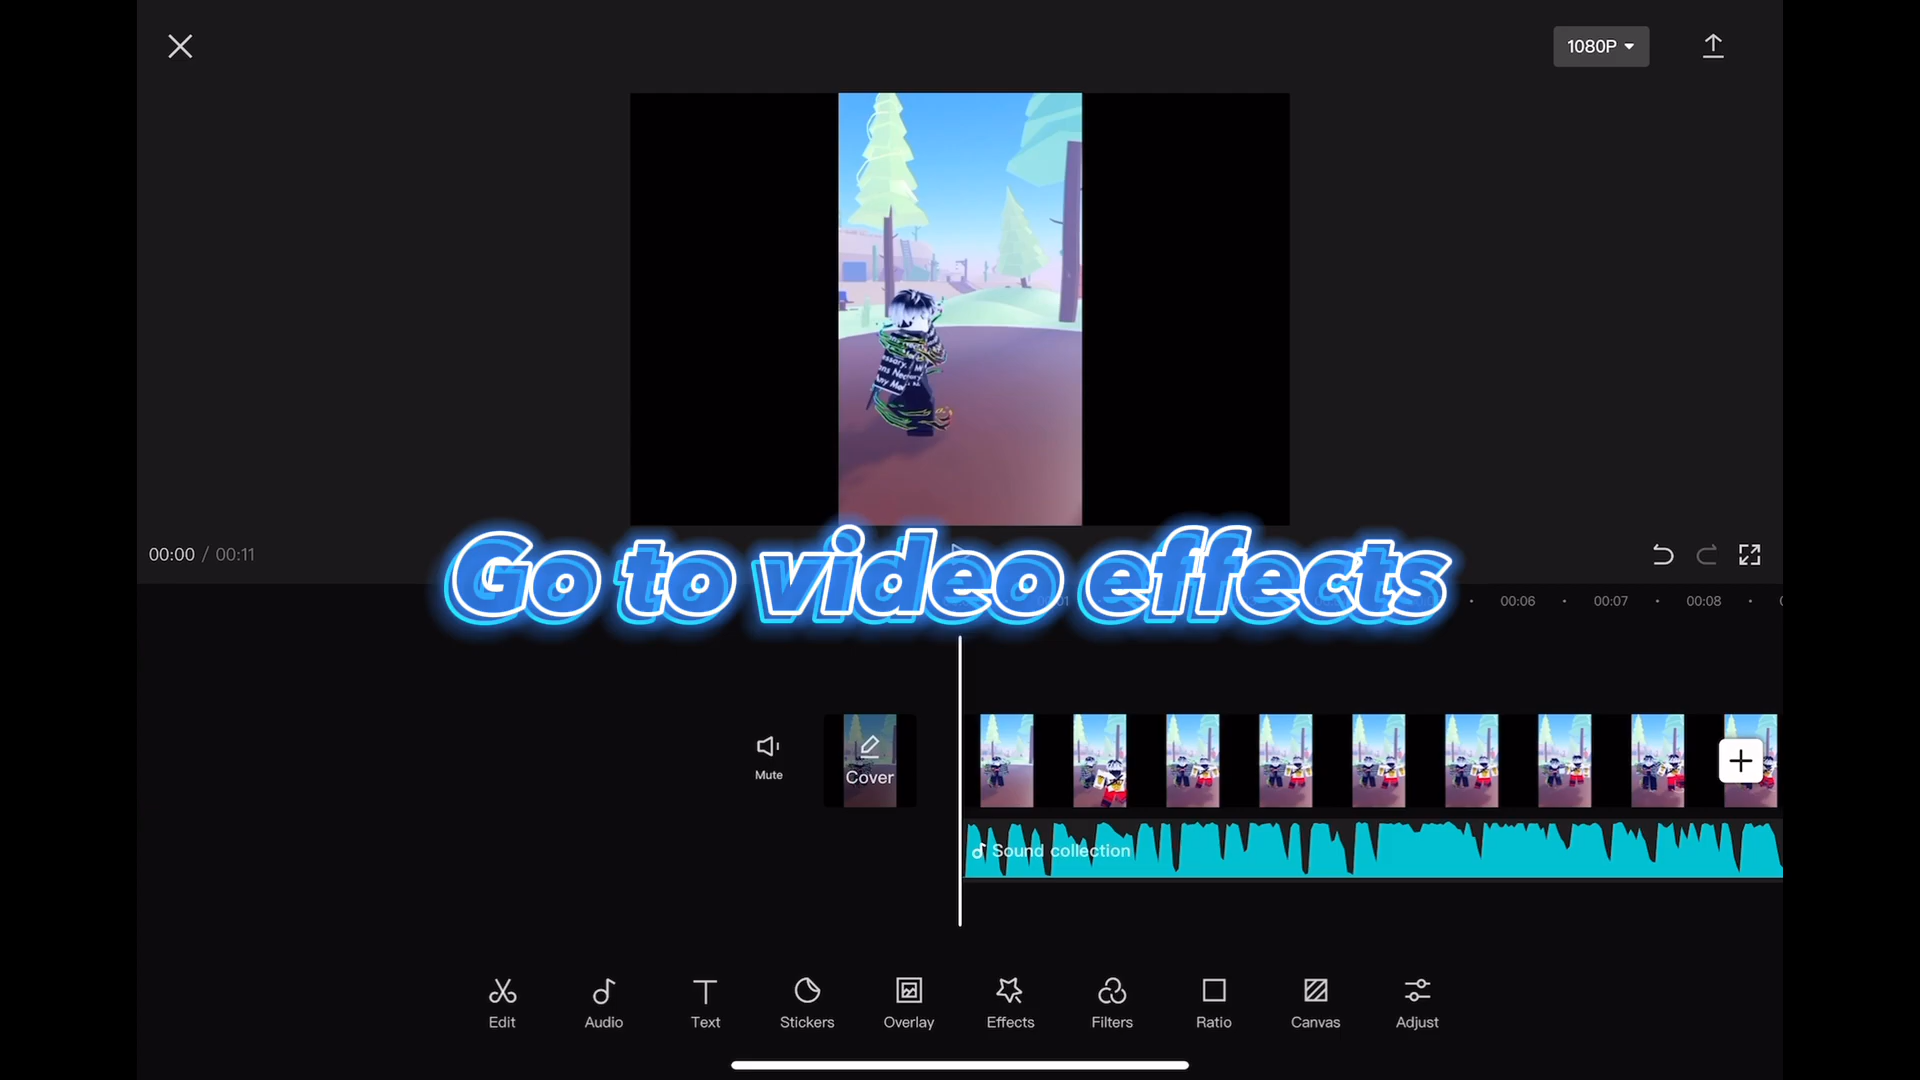 1080P
00:00 / 00:11
Go to video effects
00:06
00:07
00:08
Mute
Cover
Sound collection
Edit
Audio
Text
Stickers
Overlay
Effects
Filters
Ratio
Canvas
Adjust